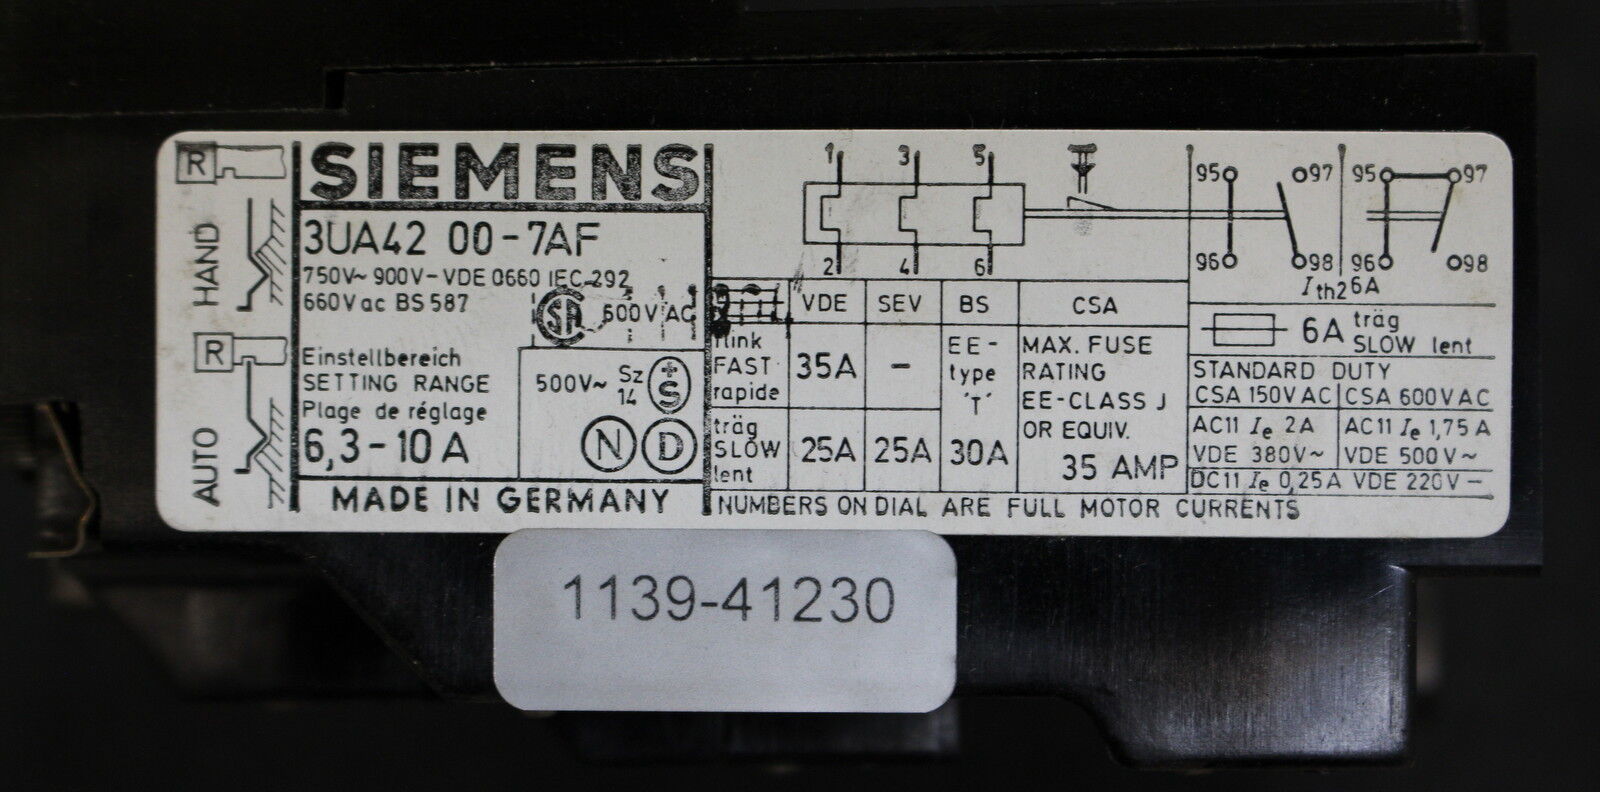 R
HAND
R
AUTO
SIEMENS
3UA42 00-7AF
750V~ 900V- VDE 0660 IEC-292
660V ac BS 587
SA 600V AC
Einstellbereich
SETTING RANGE
Plage de réglage
6,3-10 A
500V~ Sz 14 +S
N D
MADE IN GERMANY
1 3 5
2 4 6
VDE SEV BS CSA
flink
FAST
rapide
35A - EE-type 'T'
träg
SLOW
lent
25A 25A 30A
MAX. FUSE
RATING
EE-CLASS J
OR EQUIV.
35 AMP
NUMBERS ON DIAL ARE FULL MOTOR CURRENTS
95 97 95 97
96 98 96 98
Ith2 6A
6A träg
SLOW lent
STANDARD DUTY
CSA 150V AC CSA 600V AC
AC11 Ie 2A AC11 Ie 1,75 A
VDE 380V~ VDE 500V~
DC11 Ie 0,25A VDE 220V-
1139-41230